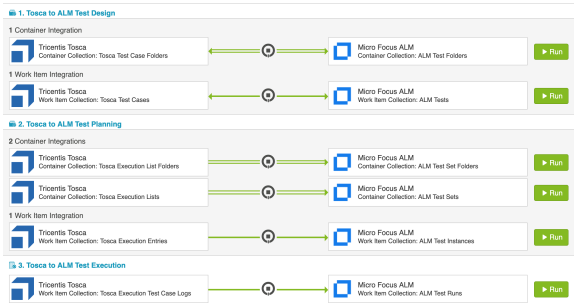 1. Tosca to ALM Test Design
1 Container Integration
Tricentis Tosca
Container Collection: Tosca Test Case Folders
Micro Focus ALM
Container Collection: ALM Test Folders
Run
1 Work Item Integration
Tricentis Tosca
Work Item Collection: Tosca Test Cases
Micro Focus ALM
Work Item Collection: ALM Tests
Run
2. Tosca to ALM Test Planning
2 Container Integrations
Tricentis Tosca
Container Collection: Tosca Execution List Folders
Micro Focus ALM
Container Collection: ALM Test Set Folders
Run
Tricentis Tosca
Container Collection: Tosca Execution Lists
Micro Focus ALM
Container Collection: ALM Test Sets
Run
1 Work Item Integration
Tricentis Tosca
Work Item Collection: Tosca Execution Entries
Micro Focus ALM
Work Item Collection: ALM Test Instances
Run
3. Tosca to ALM Test Execution
Tricentis Tosca
Work Item Collection: Tosca Execution Test Case Logs
Micro Focus ALM
Work Item Collection: ALM Test Runs
Run